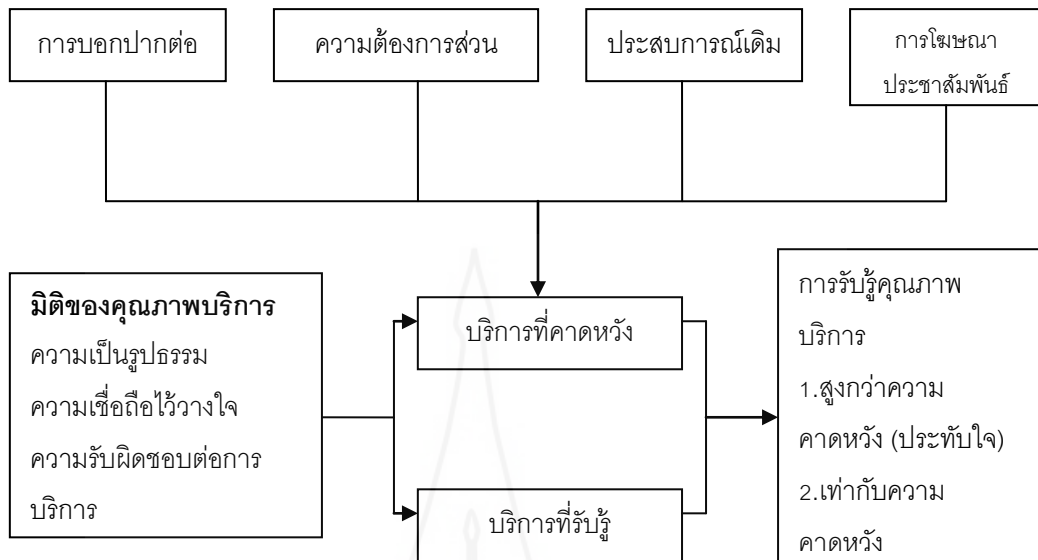 การบอกปากต่อ
ความต้องการส่วน
ประสบการณ์เดิม
การโฆษณา
ประชาสัมพันธ์
มิติของคุณภาพบริการ
ความเป็นรูปธรรม
ความเชื่อถือไว้วางใจ
ความรับผิดชอบต่อการ
บริการ
บริการที่คาดหวัง
บริการที่รับรู้
การรับรู้คุณภาพ
บริการ
1.สูงกว่าความ
คาดหวัง (ประทับใจ)
2.เท่ากับความ
คาดหวัง